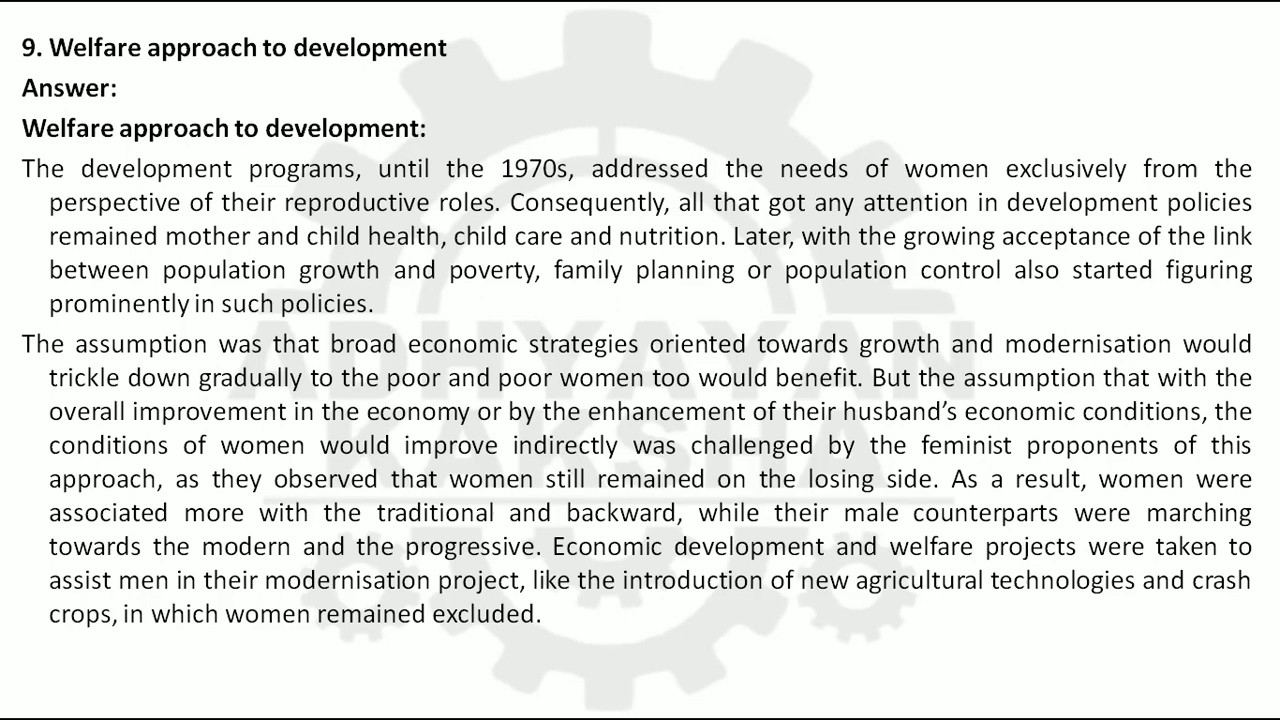 9. Welfare approach to development
Answer:
Welfare approach to development:
The development programs, until the 1970s, addressed the needs of women exclusively from the
perspective of their reproductive roles. Consequently, all that got any attention in development policies
remained mother and child health, child care and nutrition. Later, with the growing acceptance of the link
between population growth and poverty, family planning or population control also started figuring
prominently in such policies.
The assumption was that broad economic strategies oriented towards growth and modernisation would
trickle down gradually to the poor and poor women too would benefit. But the assumption that with the
overall improvement in the economy or by the enhancement of their husband’s economic conditions, the
conditions of women would improve indirectly was challenged by the feminist proponents of this
approach, as they observed that women still remained on the losing side. As a result, women were
associated more with the traditional and backward, while their male counterparts were marching
towards the modern and the progressive. Economic development and welfare projects were taken to
assist men in their modernisation project, like the introduction of new agricultural technologies and crash
crops, in which women remained excluded.
ADHYAYAN
KAKSHA